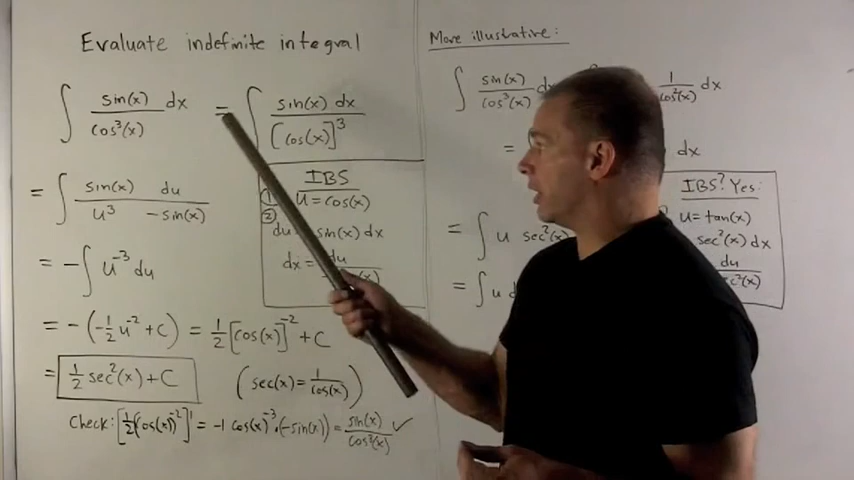 Evaluate indefinite integral
∫ sin(x)/cos³(x) dx = ∫ sin(x) dx/[cos(x)]³
= ∫ sin(x)/u³ du/-sin(x)
= -∫ u⁻³ du
= -(-½u⁻² + C) = ½[cos(x)]⁻² + C
= ½ sec²(x) + C (sec(x) = 1/cos(x))
Check: [½(cos(x))⁻²]' = -1 cos(x)⁻³·(-sin(x)) = sin(x)/cos³(x) ✓
IBS
① u = cos(x)
② du sin(x) dx
dx = du
More illustrative:
∫ sin(x)/cos³(x) dx 1/cos²(x) dx
= dx
= ∫ u sec²(x)
= ∫ u
IBS? Yes:
u = tan(x)
sec²(x) dx
du